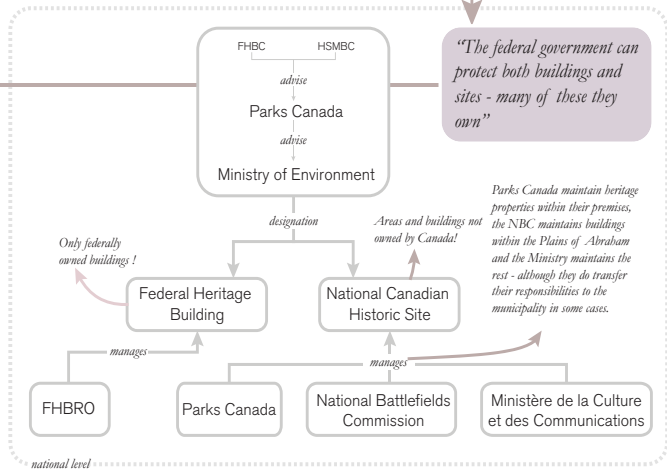 FHBC HSMBC
advise
Parks Canada
advise
Ministry of Environment
“The federal government can
protect both buildings and
sites - many of these they
own”
designation
Only federally
owned buildings !
Areas and buildings not
owned by Canada!
Parks Canada maintain heritage
properties within their premises,
the NBC maintains buildings
within the Plains of Abraham
and the Ministry maintains the
rest - although they do transfer
their responsibilities to the
municipality in some cases.
Federal Heritage
Building
National Canadian
Historic Site
manages
manages
FHBRO
Parks Canada
National Battlefields
Commission
Ministère de la Culture
et des Communications
national level